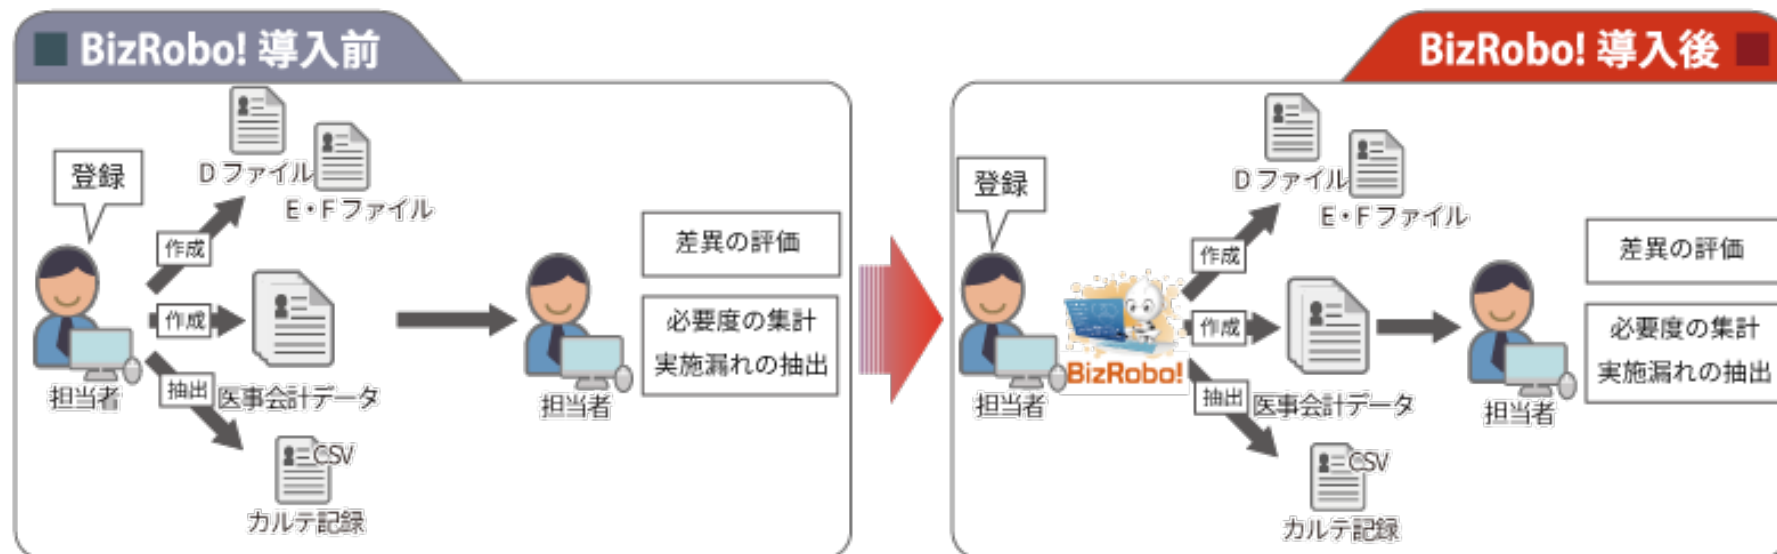 BizRobo! 導入前
登録
D ファイル
E・F ファイル
作成
作成
抽出
担当者
医事会計データ
CSV
カルテ記録
担当者
差異の評価
必要度の集計
実施漏れの抽出
BizRobo! 導入後
登録
D ファイル
E・F ファイル
作成
作成
抽出
担当者
BizRobo!
医事会計データ
CSV
カルテ記録
担当者
差異の評価
必要度の集計
実施漏れの抽出